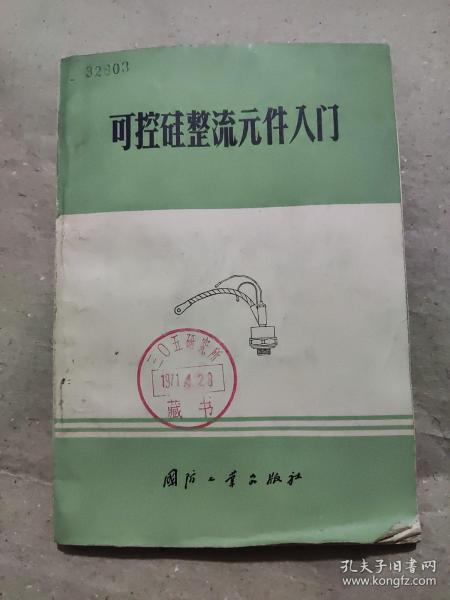 32803
可控硅整流元件入门
二〇五研究所
1971.4.28
藏书
国防工业出版社
孔夫子旧书网
www.kongfz.com